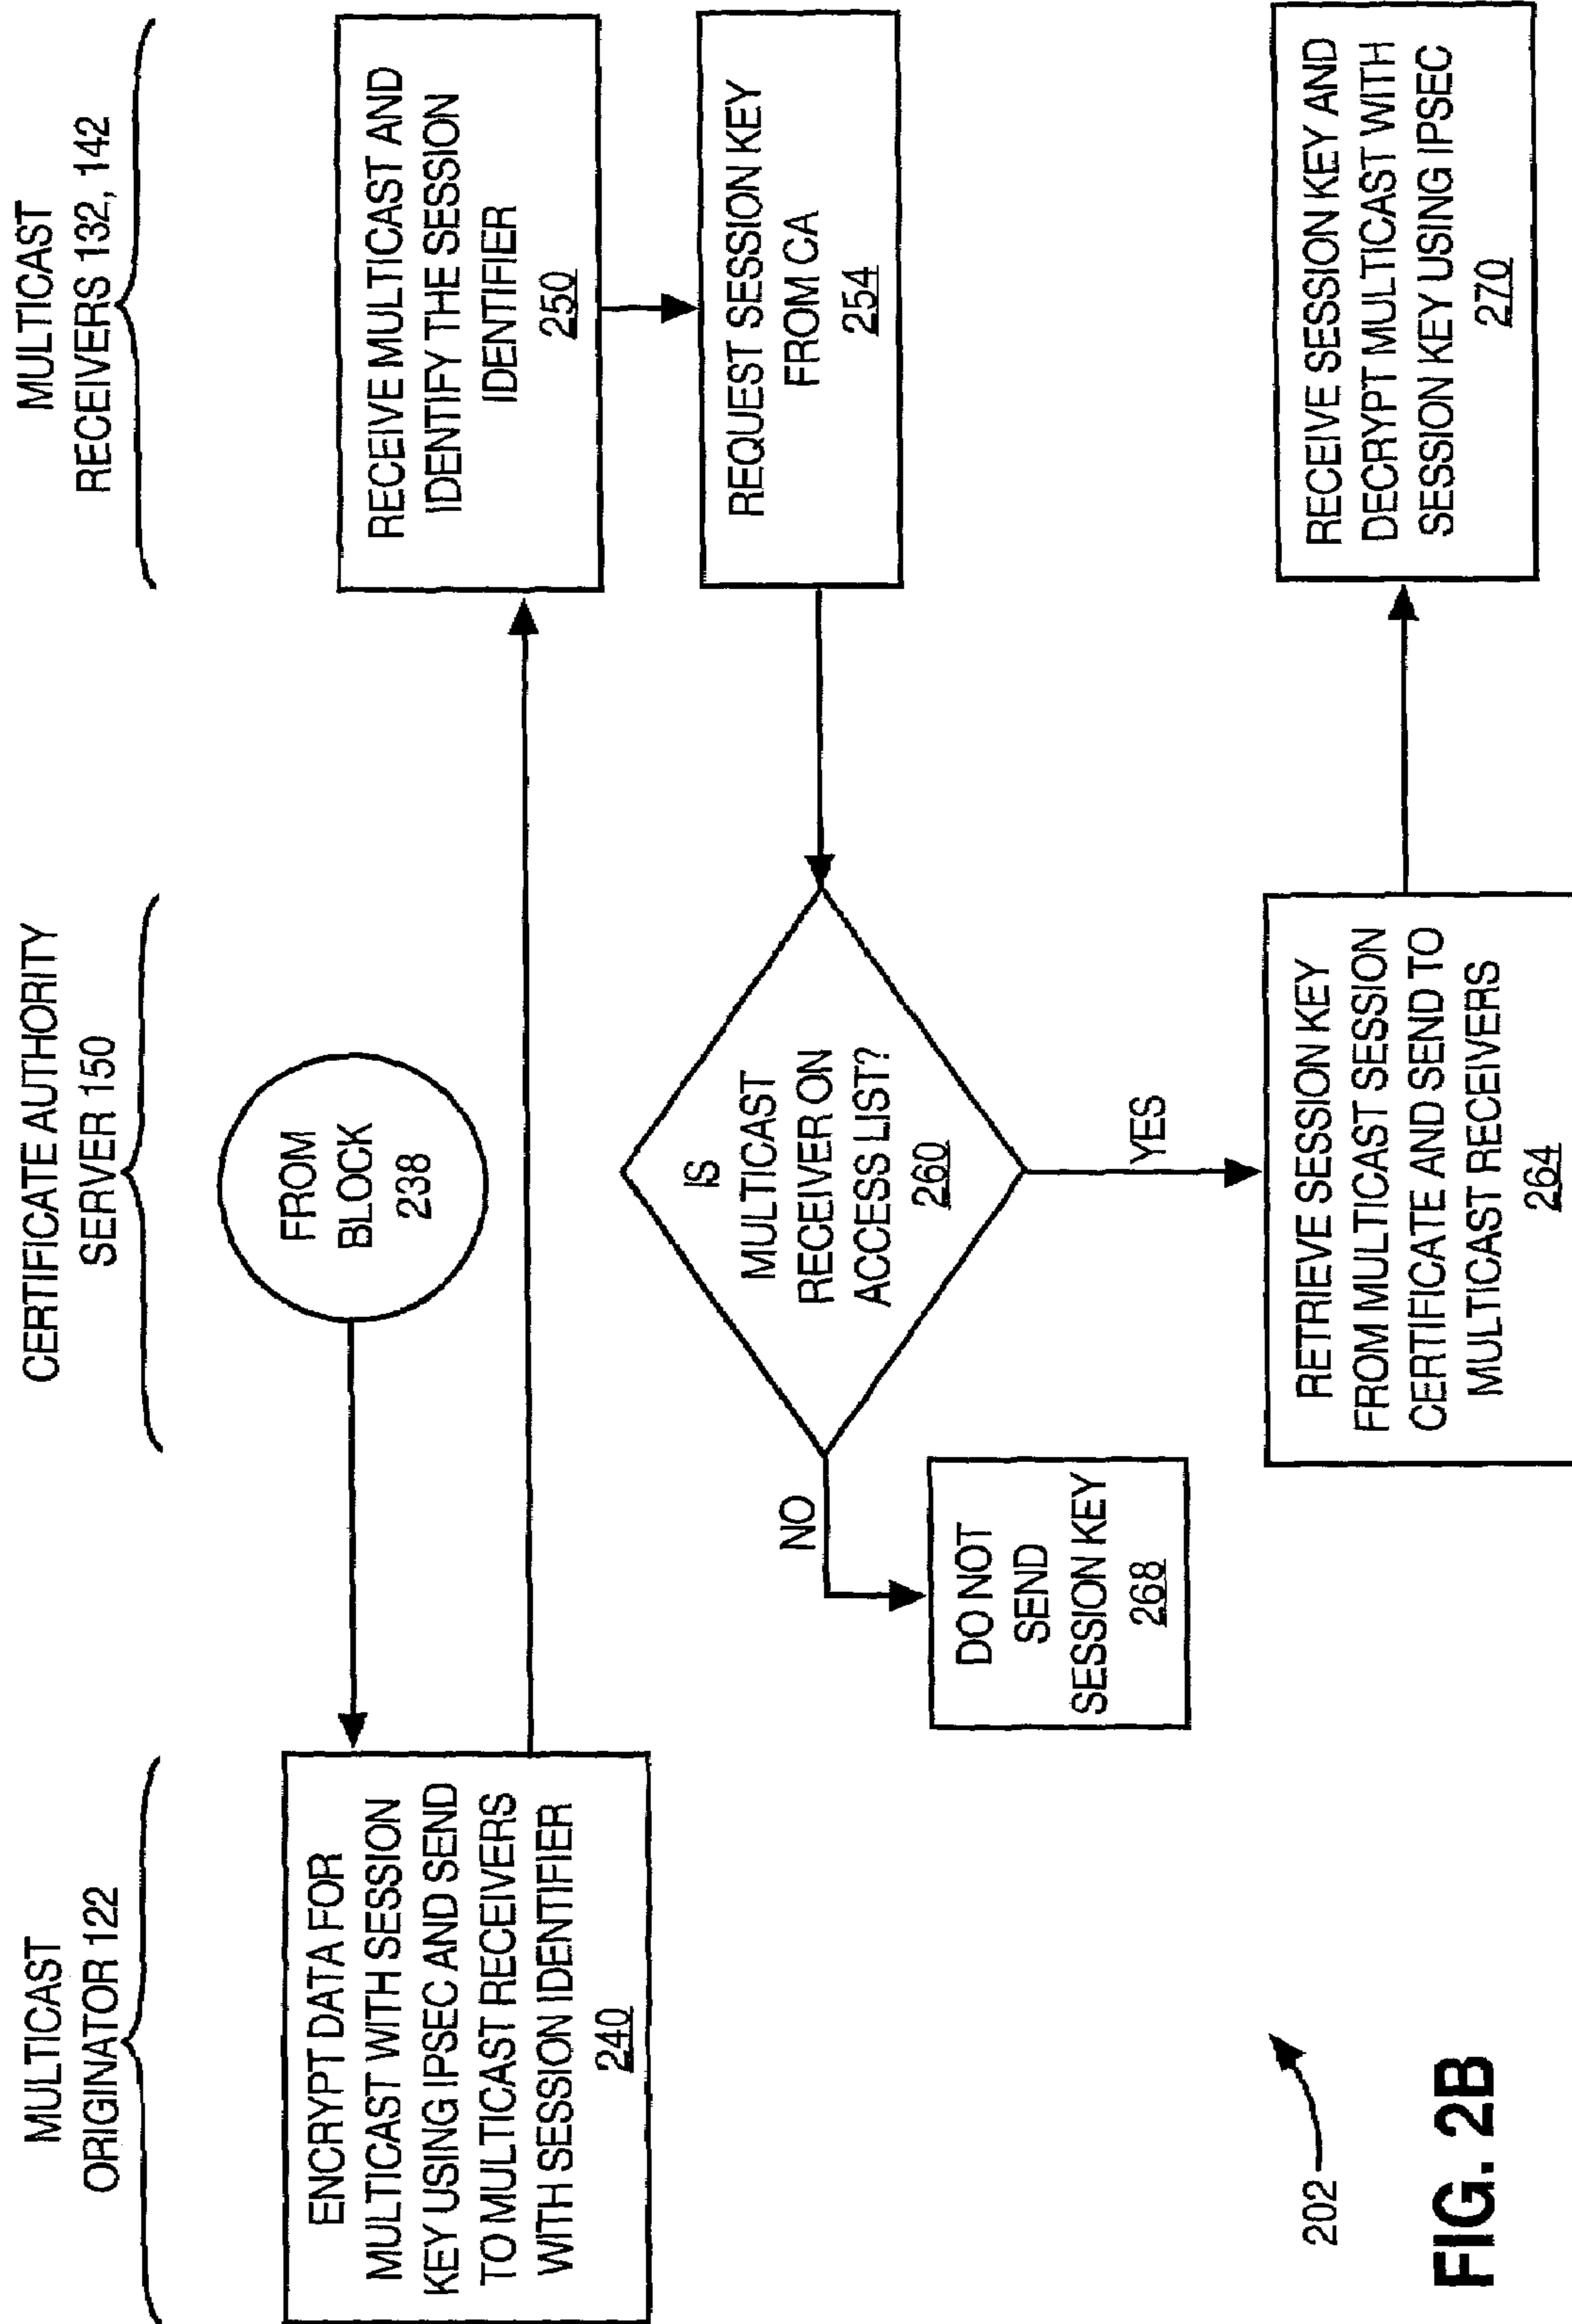 MULTICAST
ORIGINATOR 122
CERTIFICATE AUTHORITY
SERVER 150
MULTICAST
RECEIVERS 132, 142
FROM
BLOCK
238
ENCRYPT DATA FOR
MULTICAST WITH SESSION
KEY USING IPSEC AND SEND
TO MULTICAST RECEIVERS
WITH SESSION IDENTIFIER
240
RECEIVE MULTICAST AND
IDENTIFY THE SESSION
IDENTIFIER
250
REQUEST SESSION KEY
FROM CA
254
IS
MULTICAST
RECEIVER ON
ACCESS LIST?
260
NO
DO NOT
SEND
SESSION KEY
268
YES
RETRIEVE SESSION KEY
FROM MULTICAST SESSION
CERTIFICATE AND SEND TO
MULTICAST RECEIVERS
264
RECEIVE SESSION KEY AND
DECRYPT MULTICAST WITH
SESSION KEY USING IPSEC
270
202
FIG. 2B